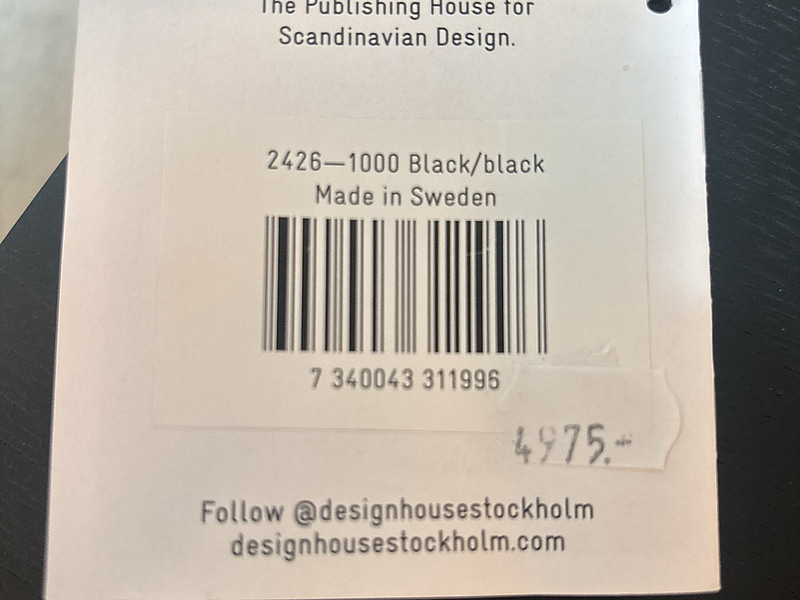 The Publishing House for
Scandinavian Design.
2426—1000 Black/black
Made in Sweden
7 340043 311996
4975.-
Follow @designhousestockholm
designhousestockholm.com